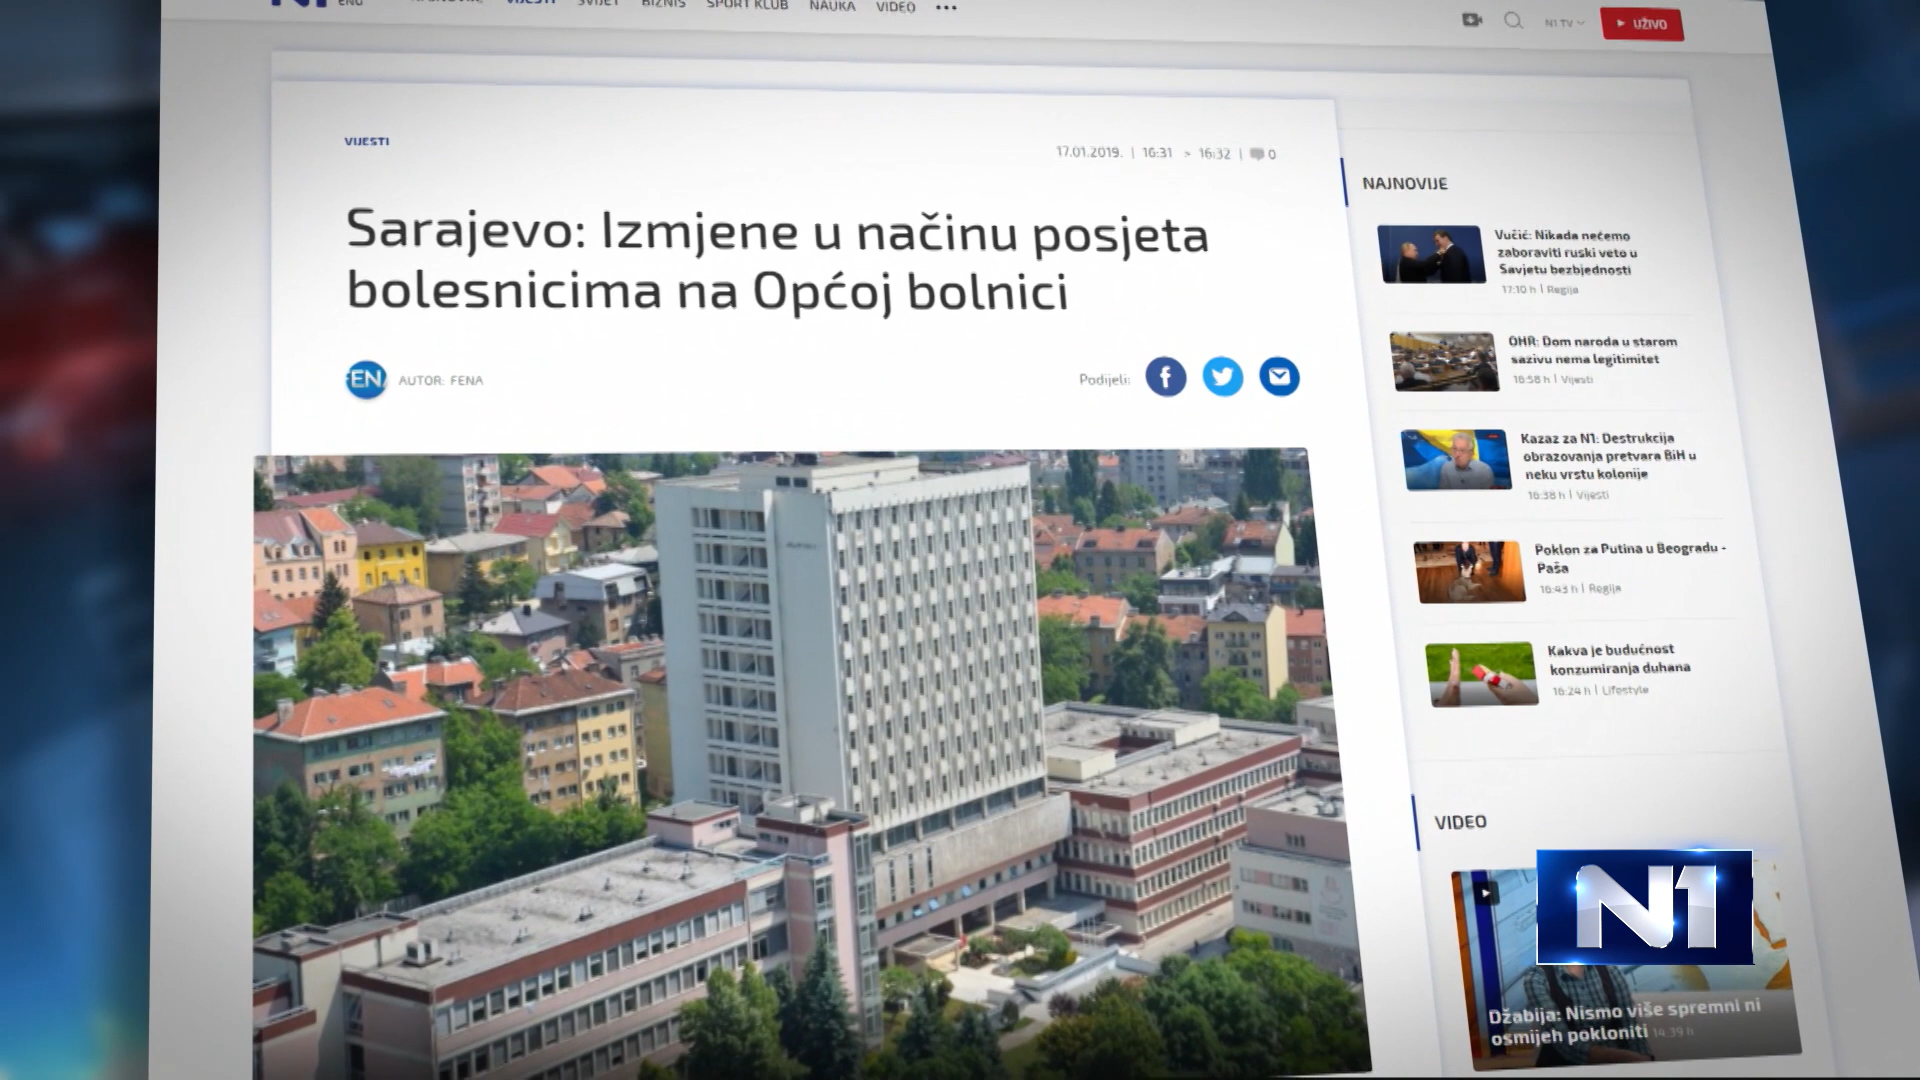 N1
ENG
VIJESTI
SVIJET
BIZNIS
SPORT KLUB
NAUKA
VIDEO
N1 TV
UŽIVO
VIJESTI
17.01.2019. | 16:31 > 16:32 | 0
Sarajevo: Izmjene u načinu posjeta
bolesnicima na Općoj bolnici
FENA
AUTOR: FENA
Podijeli:
NAJNOVIJE
Vučić: Nikada nećemo
zaboraviti ruski veto u
Savjetu bezbjednosti
17:10 h | Regija
OHR: Dom naroda u starom
sazivu nema legitimitet
16:58 h | Vijesti
Kazaz za N1: Destrukcija
obrazovanja pretvara BiH u
neku vrstu kolonije
16:38 h | Vijesti
Poklon za Putina u Beogradu -
Paša
16:43 h | Regija
Kakva je budućnost
konzumiranja duhana
16:24 h | Lifestyle
VIDEO
N1
Džabija: Nismo više spremni ni
osmijeh pokloniti 14:39 h